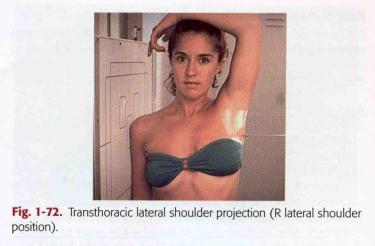 Fig. 1-72. Transthoracic lateral shoulder projection (R lateral shoulder
position).